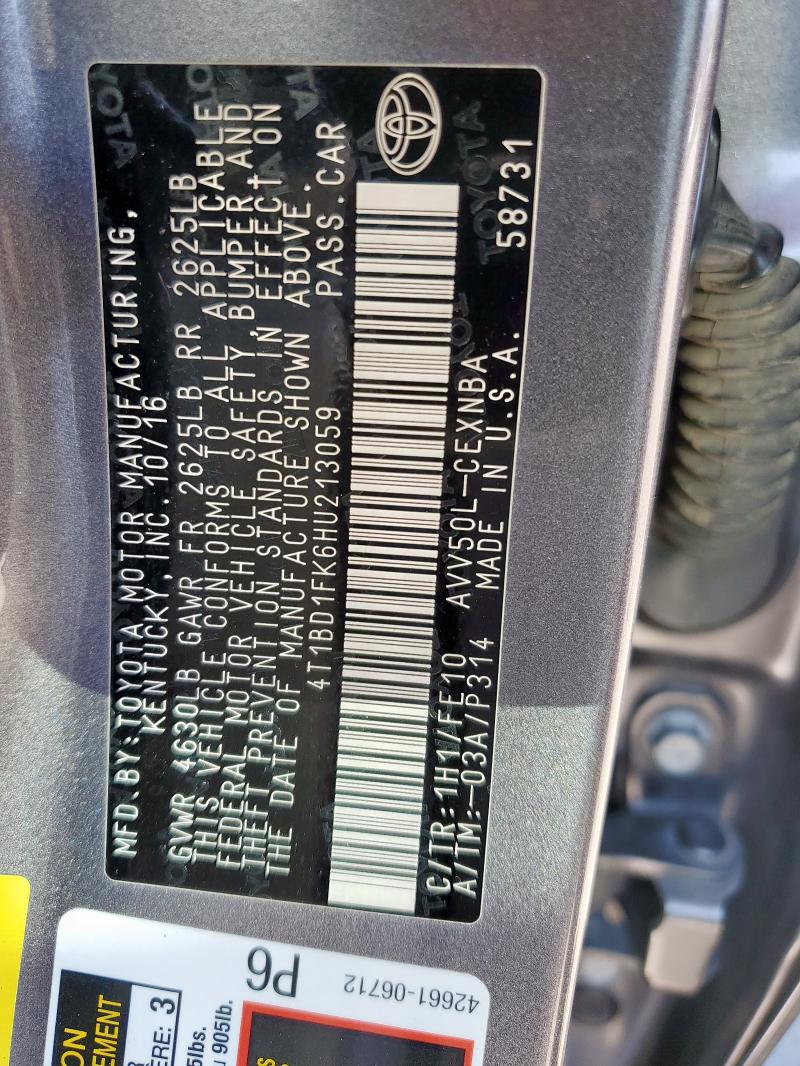 MFD.BY:TOYOTA MOTOR MANUFACTURING,
KENTUCKY,INC.10/16
GVWR 4630LB GAWR FR 2625LB RR 2625LB
THIS VEHICLE CONFORMS TO ALL APPLICABLE
FEDERAL MOTOR VEHICLE SAFETY,BUMPER,AND
THEFT PREVENTION STANDARDS IN EFFECT ON
THE DATE OF MANUFACTURE SHOWN ABOVE.
4T1BD1FK6HU213059 PASS.CAR
C/TR:1H1/FE10 AVV50L-CEXNBA
A/TM:-03A/P314 MADE IN U.S.A.
58731
P6
42661-06712
3
905lb.